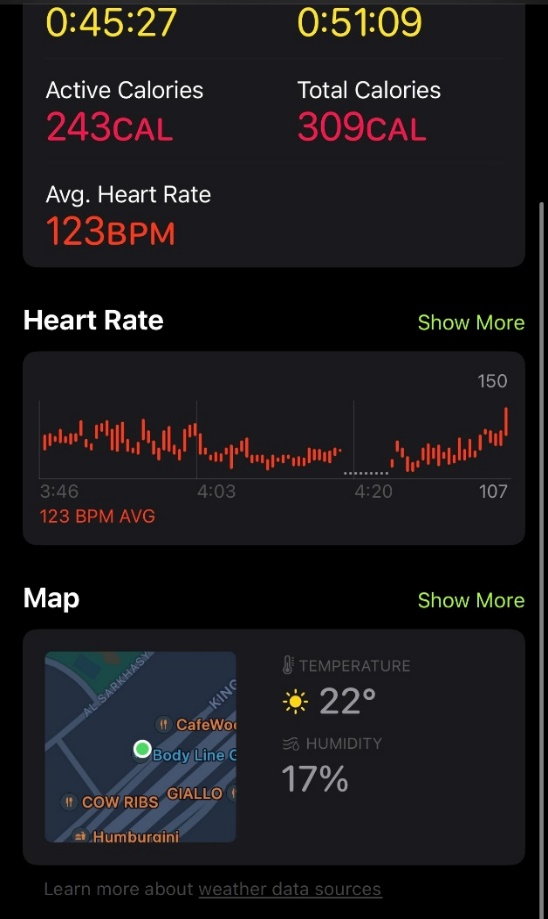 0:45:27 0:51:09
Active Calories Total Calories
243CAL 309CAL
Avg. Heart Rate
123BPM
Heart Rate Show More
150
3:46 4:03 4:20 107
123 BPM AVG
Map Show More
AL SARKHASY
KING
CafeWoo
Body Line G
COW RIBS GIALLO
Humburgini
TEMPERATURE
22°
HUMIDITY
17%
Learn more about weather data sources